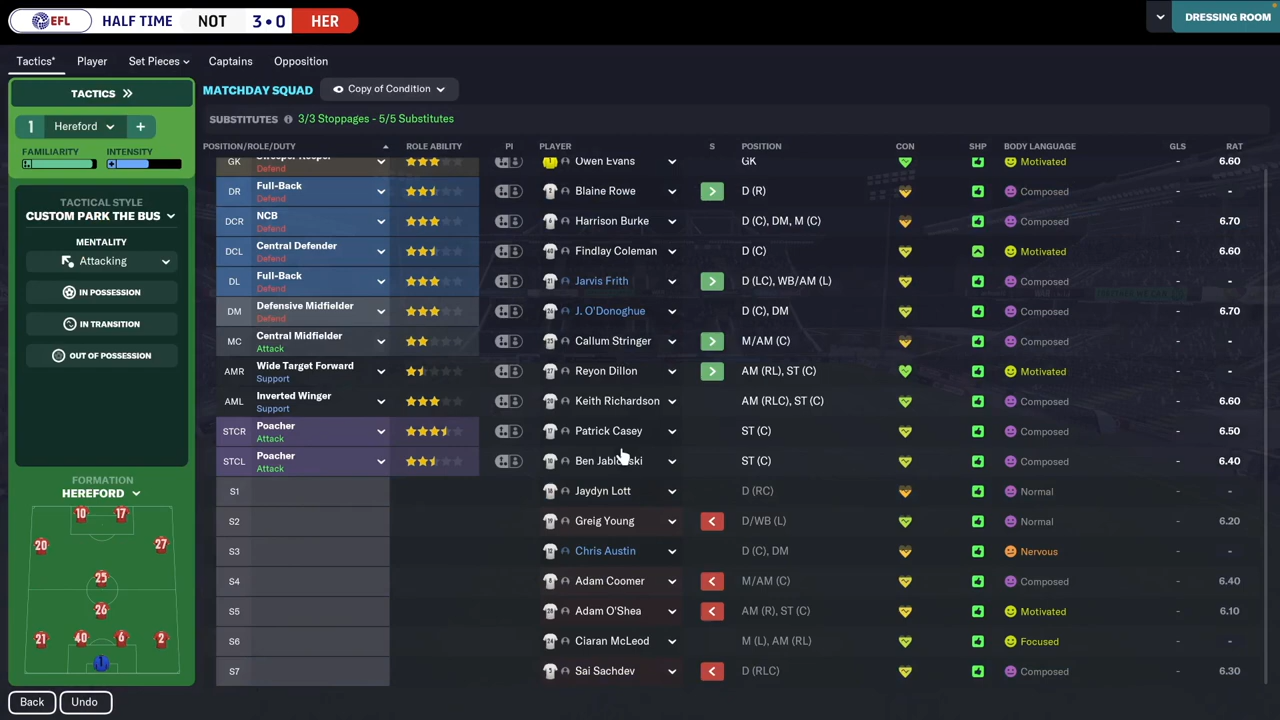 EFL HALF TIME NOT 3 • 0 HER DRESSING ROOM
Tactics* Player Set Pieces Captains Opposition
TACTICS MATCHDAY SQUAD Copy of Condition
SUBSTITUTES 3/3 Stoppages - 5/5 Substitutes
1 Hereford +
FAMILIARITY INTENSITY
TACTICAL STYLE
CUSTOM PARK THE BUS
MENTALITY
Attacking
IN POSSESSION
IN TRANSITION
OUT OF POSSESSION
FORMATION
HEREFORD
10 17
20 27
25
26
21 40 6 2
1
POSITION/ROLE/DUTY ROLE ABILITY PI PLAYER S POSITION CON SHP BODY LANGUAGE GLS RAT
GK Sweeper Keeper Defend Owen Evans GK Motivated - 6.60
DR Full-Back Defend Blaine Rowe D (R) Composed - -
DCR NCB Defend Harrison Burke D (C), DM, M (C) Composed - 6.70
DCL Central Defender Defend Findlay Coleman D (C) Motivated - 6.60
DL Full-Back Defend Jarvis Frith D (LC), WB/AM (L) Composed - -
DM Defensive Midfielder Defend J. O'Donoghue D (C), DM Composed - 6.70
MC Central Midfielder Attack Callum Stringer M/AM (C) Composed - -
AMR Wide Target Forward Support Reyon Dillon AM (RL), ST (C) Motivated - -
AML Inverted Winger Support Keith Richardson AM (RLC), ST (C) Composed - 6.60
STCR Poacher Attack Patrick Casey ST (C) Composed - 6.50
STCL Poacher Attack ST (C) Composed - 6.40
S1 Jaydyn Lott D (RC) Normal - -
S2 Greig Young D/WB (L) Normal - 6.20
S3 Chris Austin D (C), DM Nervous - -
S4 Adam Coomer M/AM (C) Composed - 6.40
S5 Adam O'Shea AM (R), ST (C) Motivated - 6.10
S6 Ciaran McLeod M (L), AM (RL) Focused - -
S7 Sai Sachdev D (RLC) Composed - 6.30
Back Undo